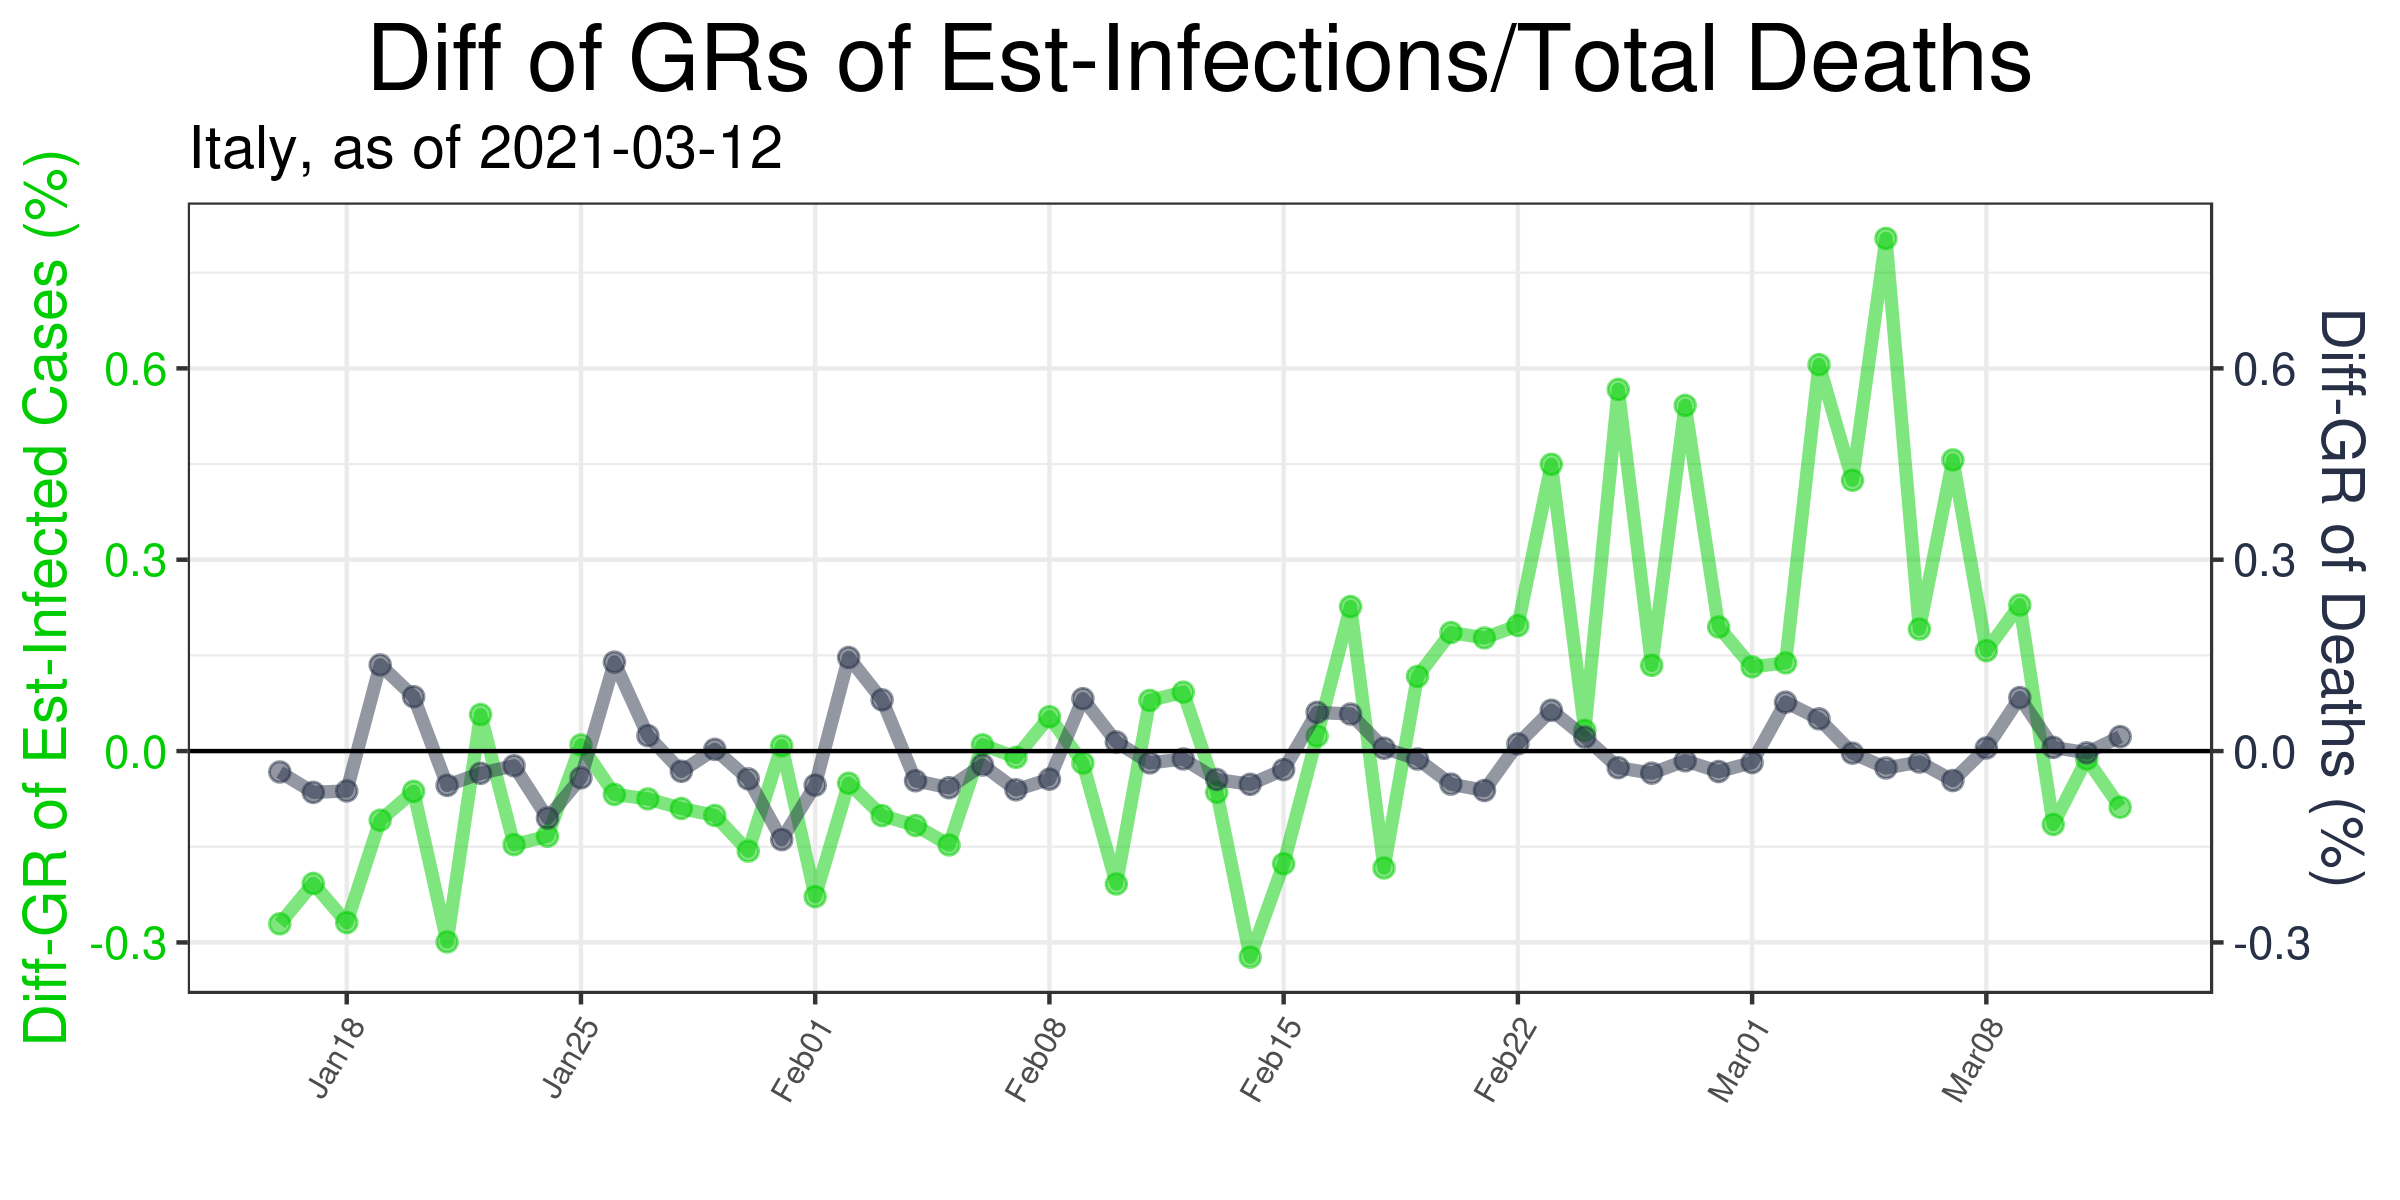 Diff of GRs of Est-Infections/Total Deaths
Italy, as of 2021-03-12
Diff-GR of Est-Infected Cases (%)
0.6
0.3
0.0
-0.3
0.6
0.3
0.0
-0.3
Diff-GR of Deaths (%)
Jan18
Jan25
Feb01
Feb08
Feb15
Feb22
Mar01
Mar08